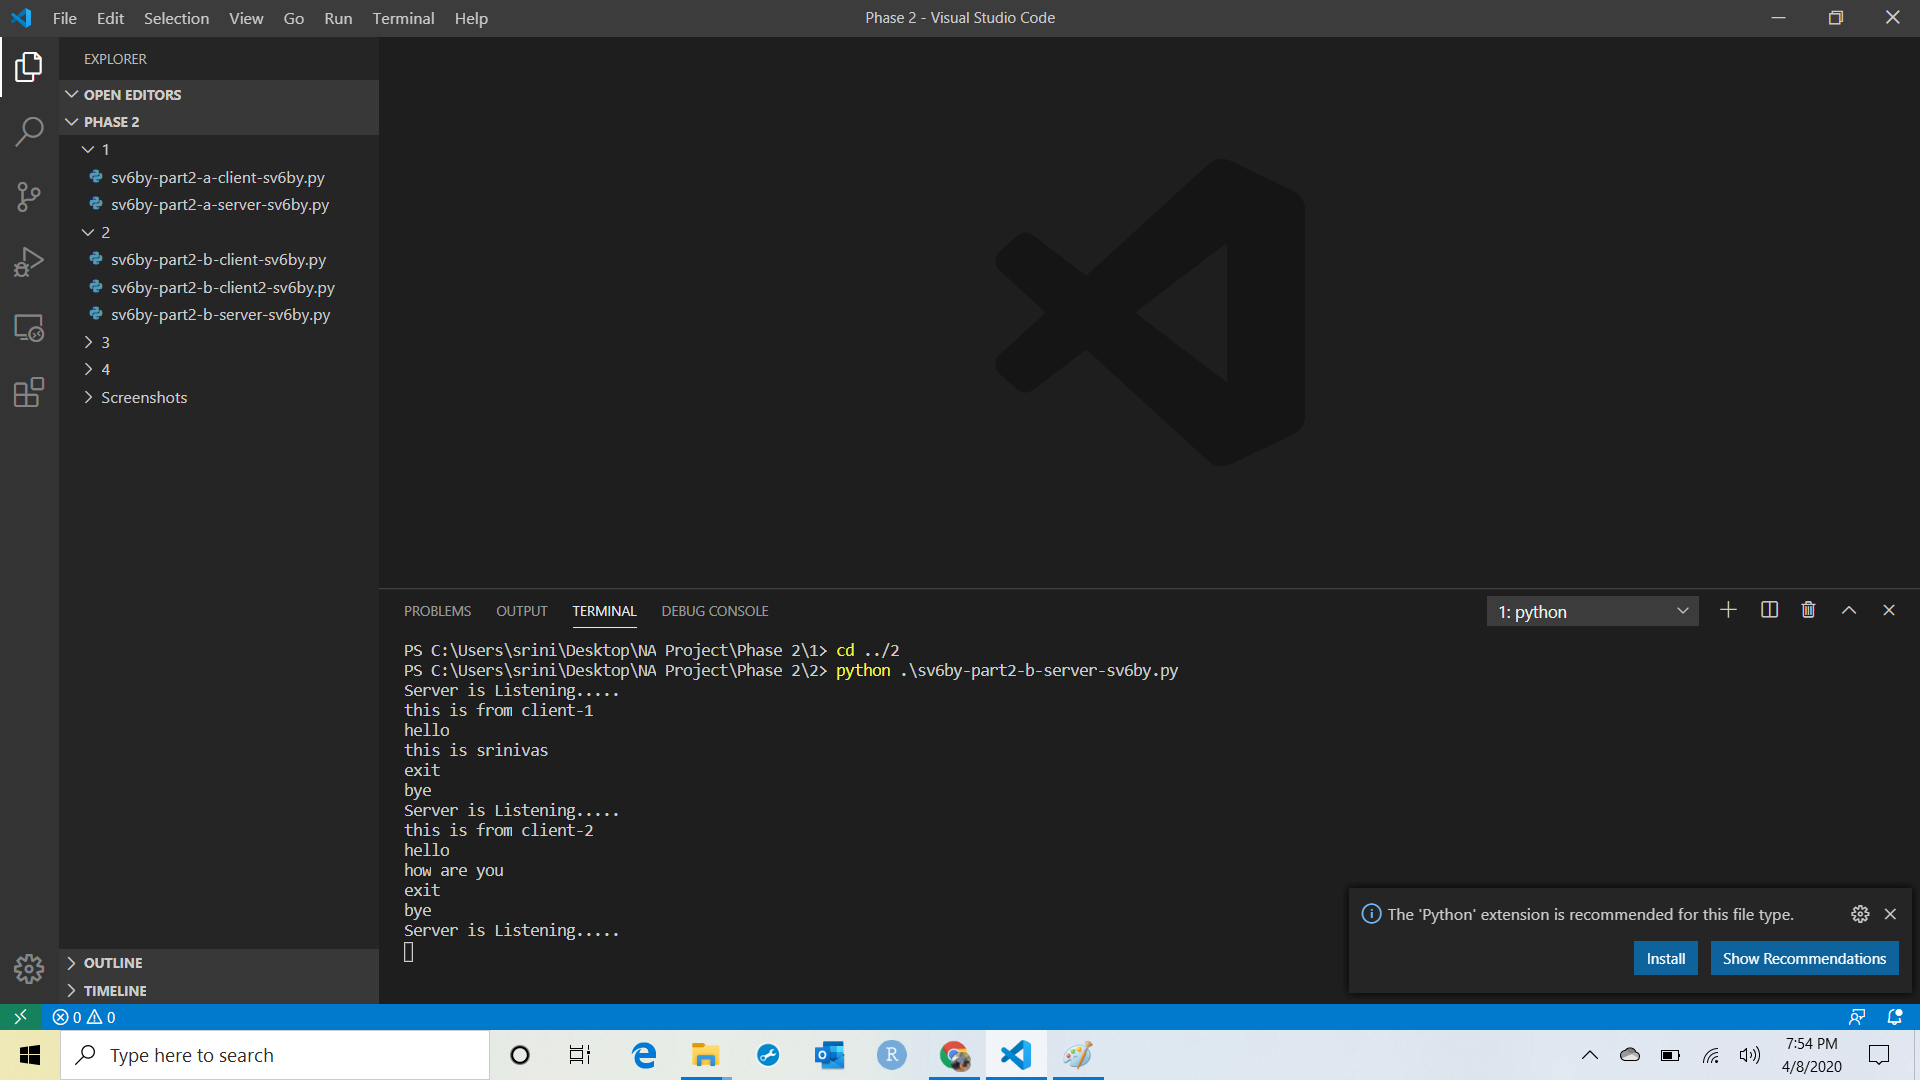 File Edit Selection View Go Run Terminal Help
Phase 2 - Visual Studio Code
EXPLORER
OPEN EDITORS
PHASE 2
1
sv6by-part2-a-client-sv6by.py
sv6by-part2-a-server-sv6by.py
2
sv6by-part2-b-client-sv6by.py
sv6by-part2-b-client2-sv6by.py
sv6by-part2-b-server-sv6by.py
3
4
Screenshots
OUTLINE
TIMELINE
PROBLEMS OUTPUT TERMINAL DEBUG CONSOLE
1: python
PS C:\Users\srini\Desktop\NA Project\Phase 2\1> cd ../2
PS C:\Users\srini\Desktop\NA Project\Phase 2\2> python .\sv6by-part2-b-server-sv6by.py
Server is Listening.....
this is from client-1
hello
this is srinivas
exit
bye
Server is Listening.....
this is from client-2
hello
how are you
exit
bye
Server is Listening.....
The 'Python' extension is recommended for this file type.
Install Show Recommendations
0 0
Type here to search
R
7:54 PM
4/8/2020